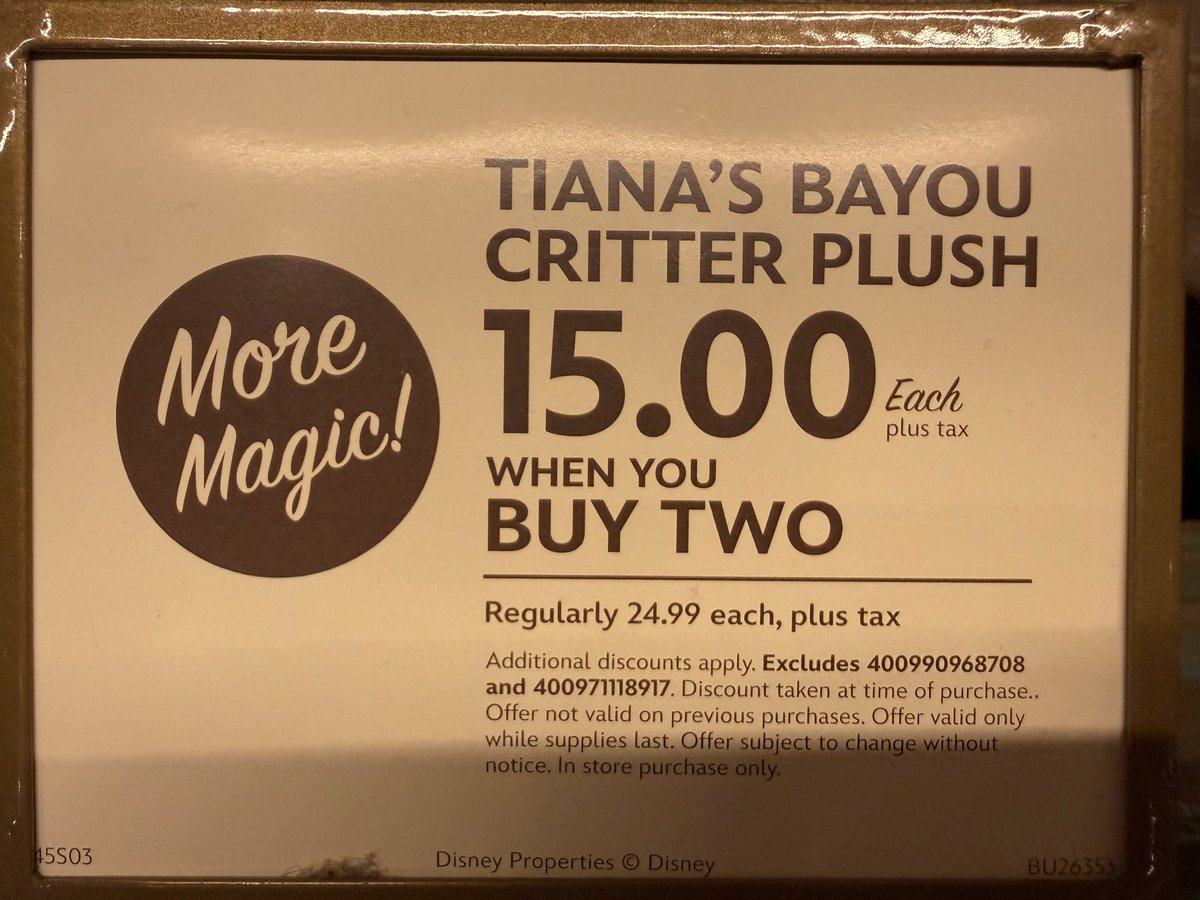 More
Magic!
TIANA'S BAYOU
CRITTER PLUSH
15.00 Each
plus tax
WHEN YOU
BUY TWO
Regularly 24.99 each, plus tax
Additional discounts apply. Excludes 400990968708
and 400971118917. Discount taken at time of purchase..
Offer not valid on previous purchases. Offer valid only
while supplies last. Offer subject to change without
notice. In store purchase only.
45S03
Disney Properties © Disney
BU26353